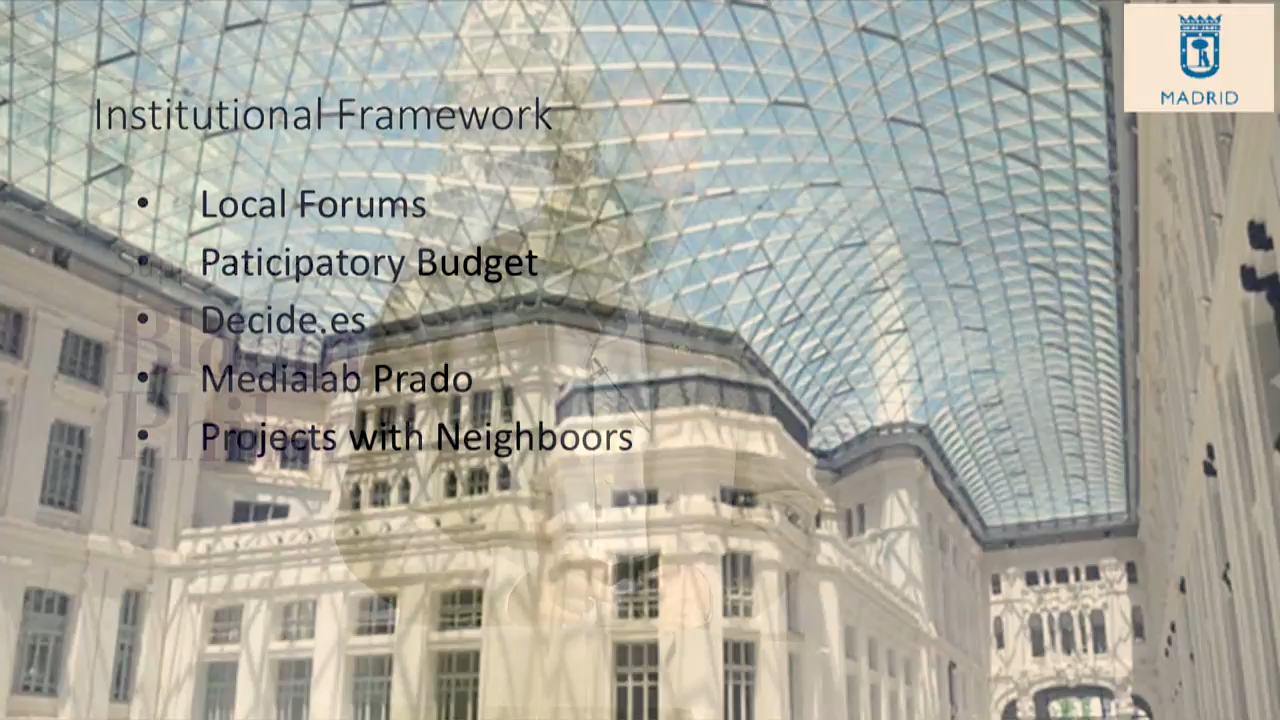 MADRID
Institutional Framework
• Local Forums
• Paticipatory Budget
• Decide.es
• Medialab Prado
• Projects with Neighboors